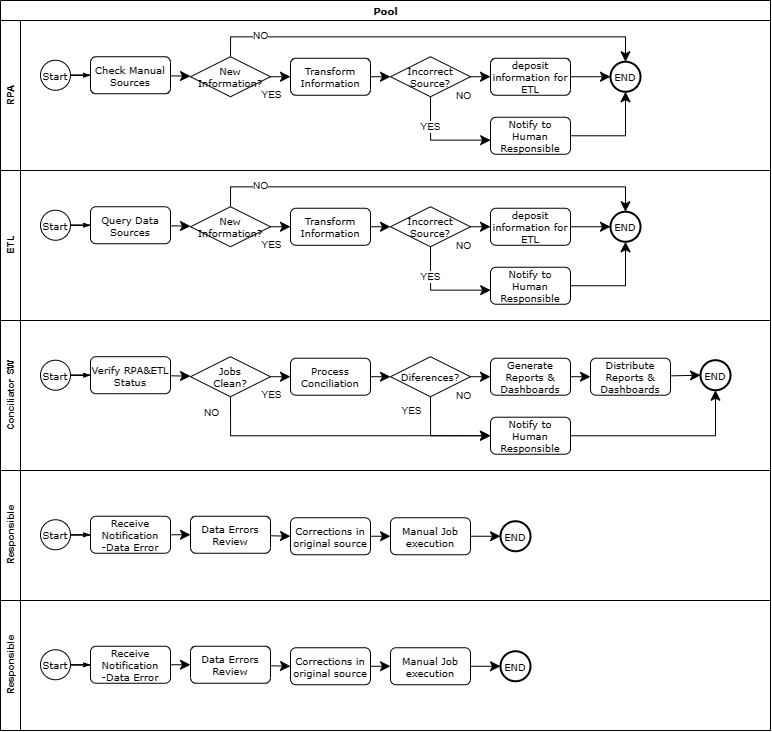 Pool
RPA
NO
Start
Check Manual
Sources
New
Information?
YES
Transform
Information
Incorrect
Source?
NO
YES
deposit
information for
ETL
Notify to
Human
Responsible
END
ETL
NO
Start
Query Data
Sources
New
Information?
YES
Transform
Information
Incorrect
Source?
NO
YES
deposit
information for
ETL
Notify to
Human
Responsible
END
Conciliator SW
Start
Verify RPA&ETL
Status
Jobs
Clean?
YES
NO
Process
Conciliation
Diferences?
NO
YES
Generate
Reports &
Dashboards
Distribute
Reports &
Dashboards
Notify to
Human
Responsible
END
Responsible
Start
Receive
Notification
-Data Error
Data Errors
Review
Corrections in
original source
Manual Job
execution
END
Responsible
Start
Receive
Notification
-Data Error
Data Errors
Review
Corrections in
original source
Manual Job
execution
END